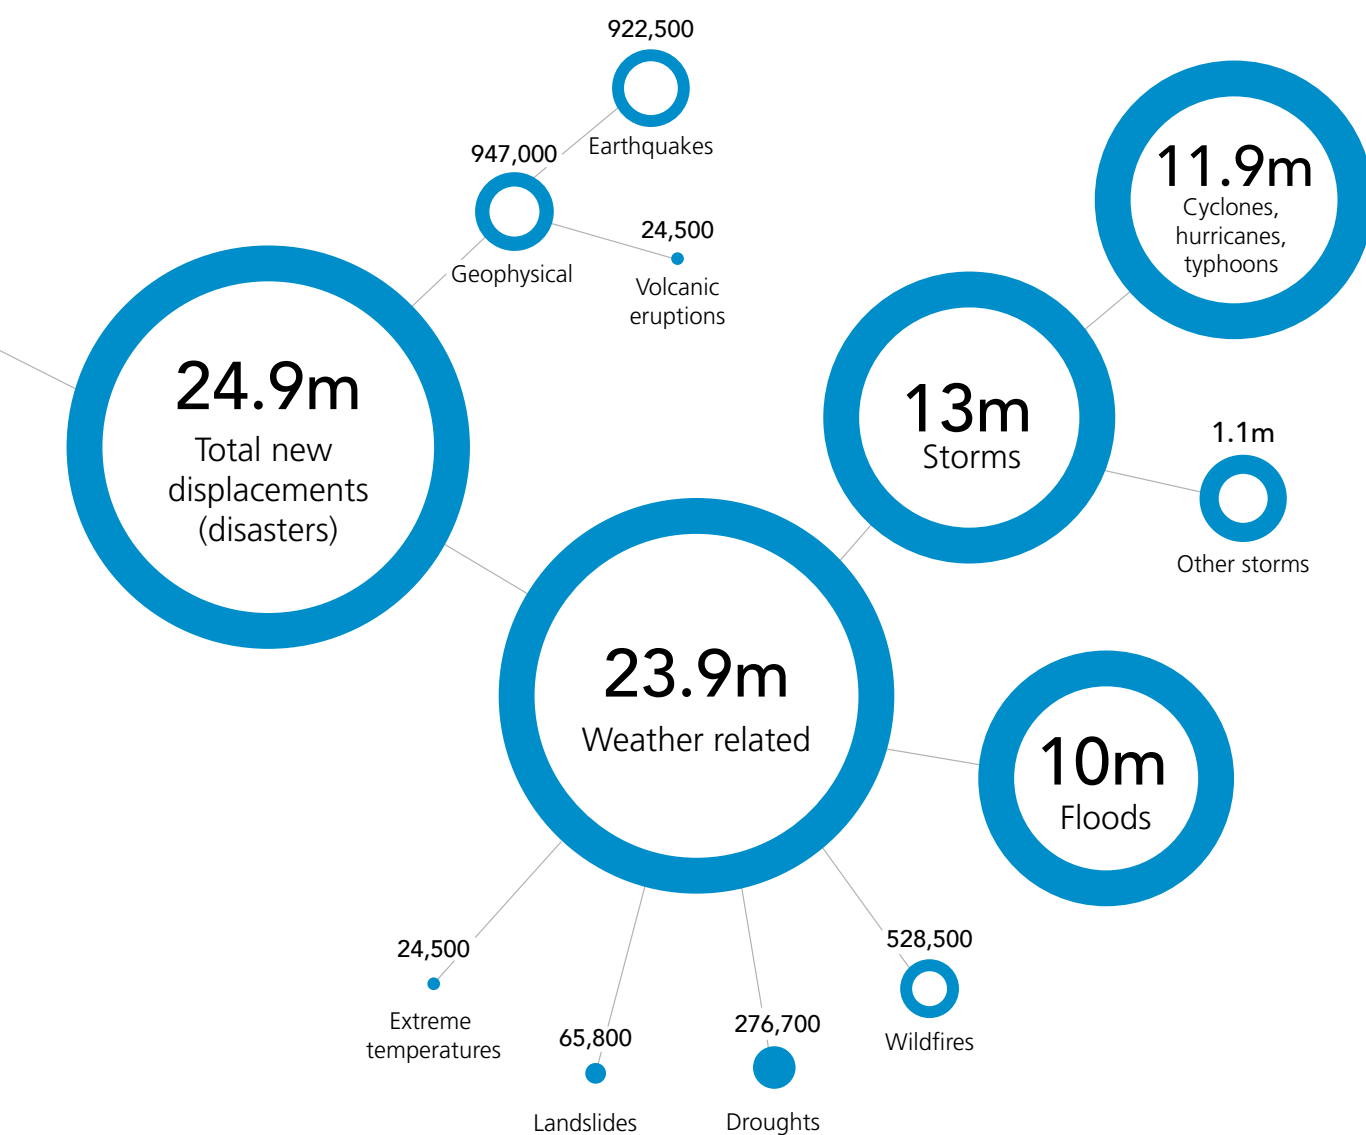 922,500
Earthquakes
947,000
Geophysical
24,500
Volcanic
eruptions
11.9m
Cyclones,
hurricanes,
typhoons
24.9m
Total new
displacements
(disasters)
13m
Storms
1.1m
Other storms
23.9m
Weather related
10m
Floods
24,500
Extreme
temperatures
65,800
Landslides
276,700
Droughts
528,500
Wildfires